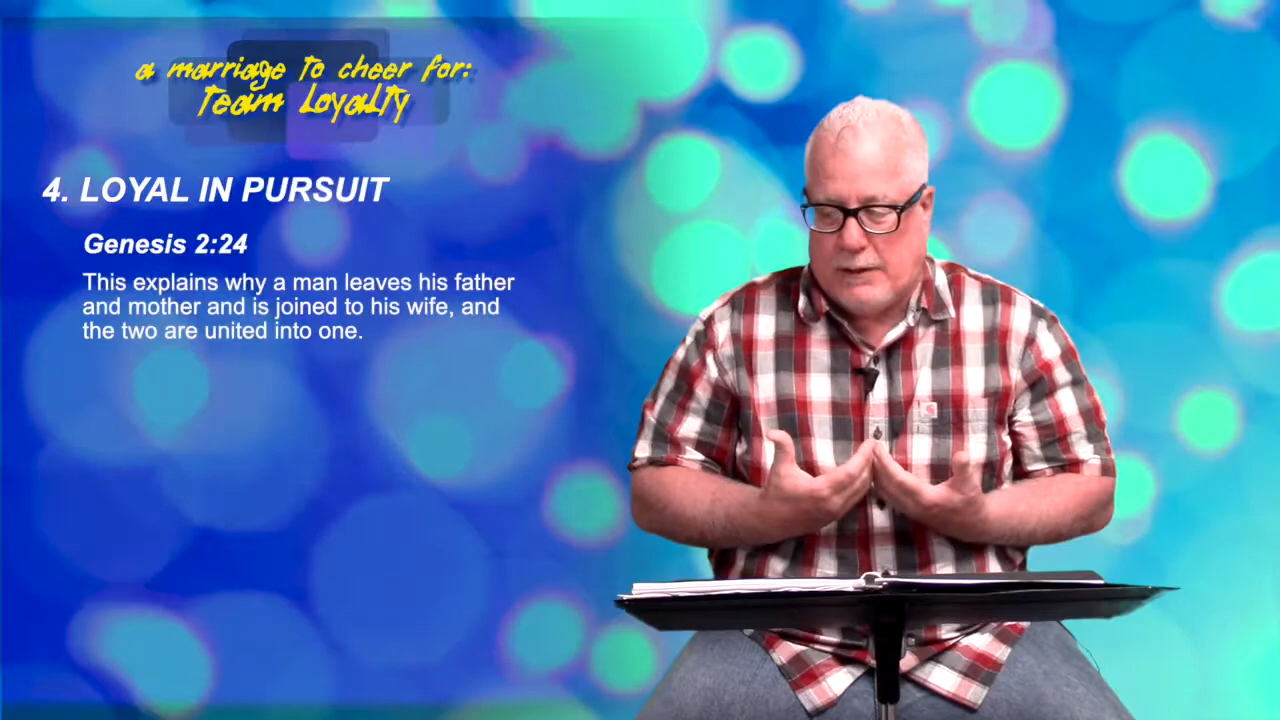 a marriage to cheer for:
Team Loyalty
4. LOYAL IN PURSUIT
Genesis 2:24
This explains why a man leaves his father
and mother and is joined to his wife, and
the two are united into one.